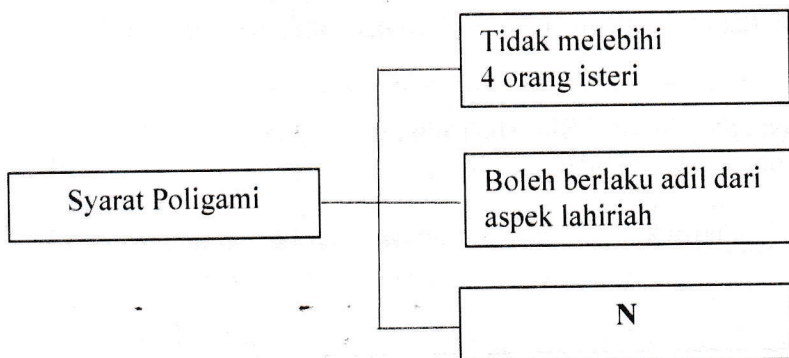 Tidak melebihi
4 orang isteri
Syarat Poligami
Boleh berlaku adil dari
aspek lahiriah
N